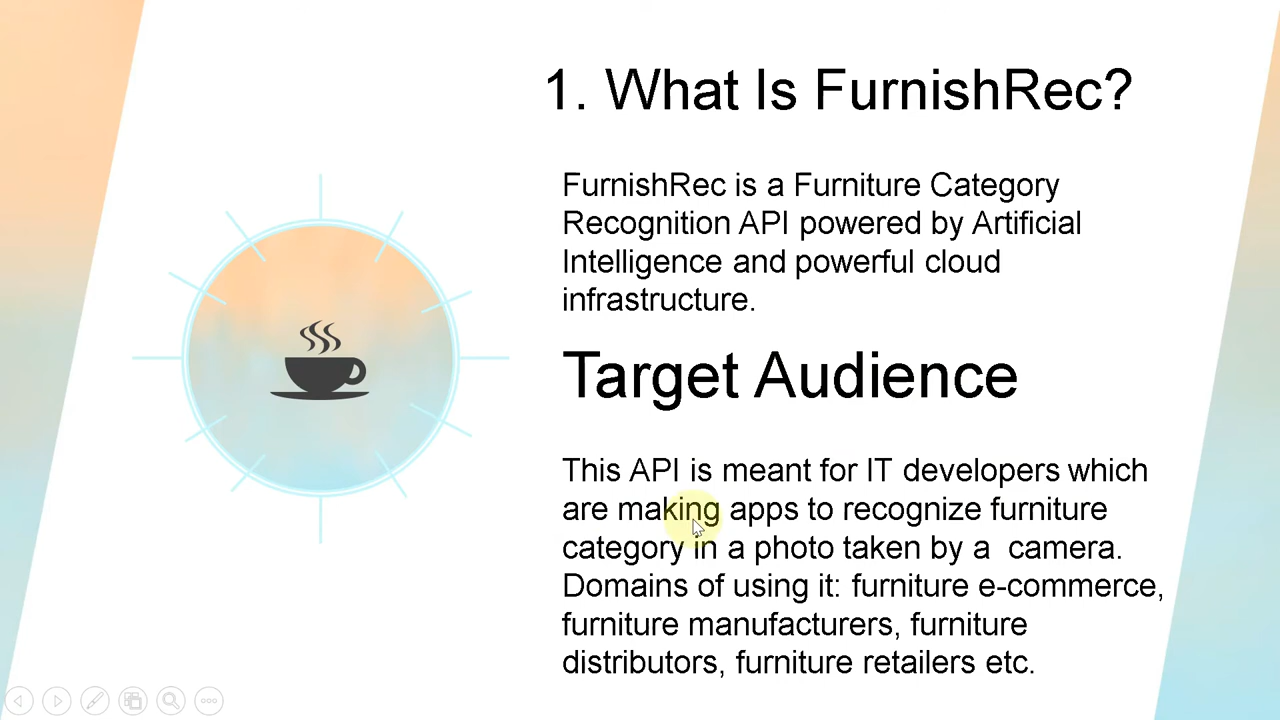 1. What Is FurnishRec?
FurnishRec is a Furniture Category
Recognition API powered by Artificial
Intelligence and powerful cloud
infrastructure.
Target Audience
This API is meant for IT developers which
are making apps to recognize furniture
category in a photo taken by a  camera.
Domains of using it: furniture e-commerce,
furniture manufacturers, furniture
distributors, furniture retailers etc.